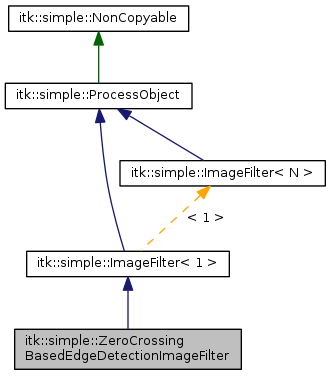 itk::simple::NonCopyable
itk::simple::ProcessObject
itk::simple::ImageFilter< N >
< 1 >
itk::simple::ImageFilter< 1 >
itk::simple::ZeroCrossing
BasedEdgeDetectionImageFilter